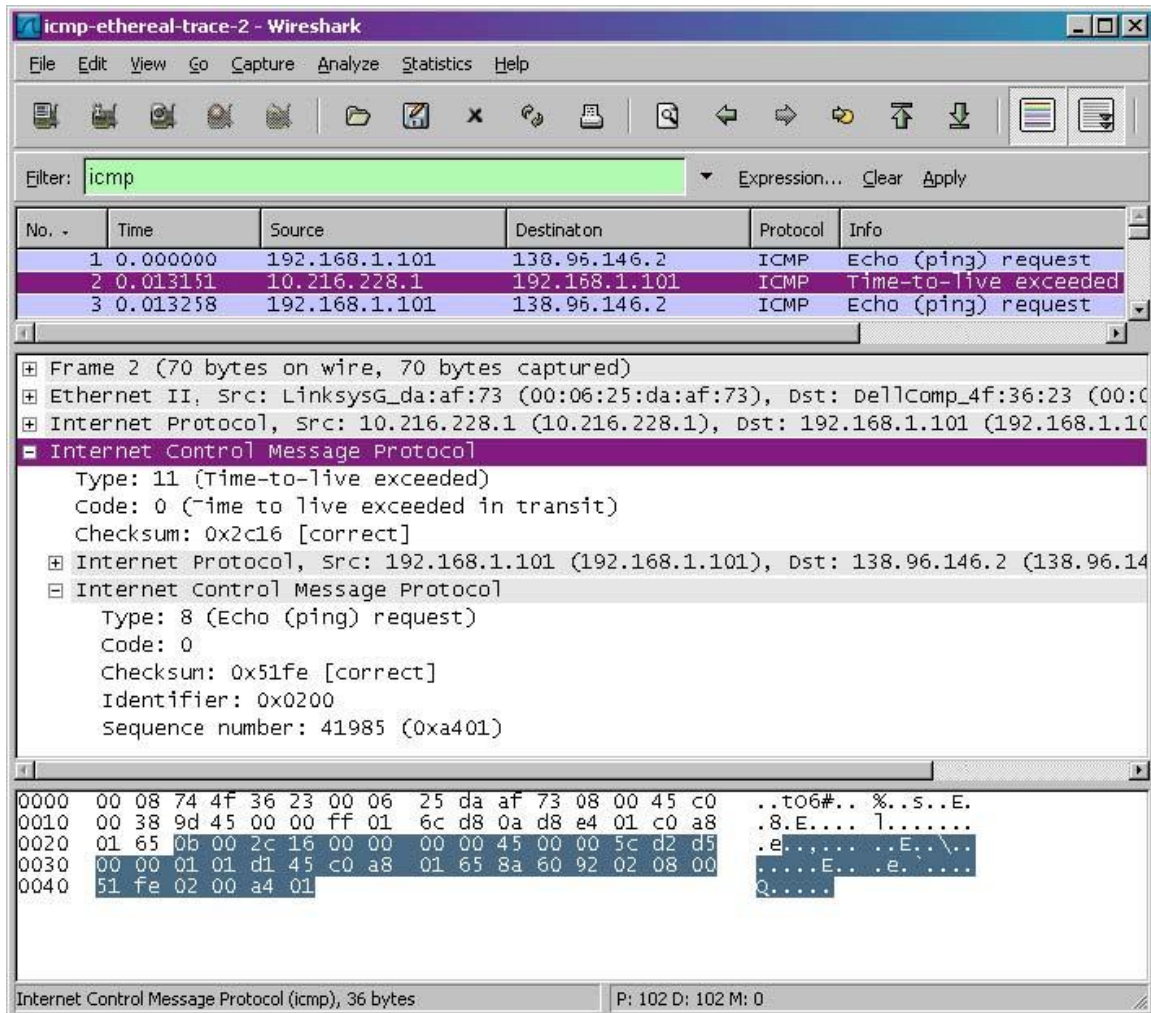 icmp-ethereal-trace-2 - Wireshark
File Edit View Go Capture Analyze Statistics Help
Filter: icmp Expression... Clear Apply
No. - Time Source Destinaton Protocol Info
1 0.000000 192.168.1.101 138.96.146.2 ICMP Echo (ping) request
2 0.013151 10.216.228.1 192.168.1.101 ICMP Time-to-live exceeded
3 0.013258 192.168.1.101 138.96.146.2 ICMP Echo (ping) request
Frame 2 (70 bytes on wire, 70 bytes captured)
Ethernet II, Src: LinksysG_da:af:73 (00:06:25:da:af:73), Dst: DellComp_4f:36:23 (00:0
Internet Protocol, Src: 10.216.228.1 (10.216.228.1), Dst: 192.168.1.101 (192.168.1.10
Internet Control Message Protocol
Type: 11 (Time-to-live exceeded)
Code: 0 (Time to live exceeded in transit)
Checksum: 0x2c16 [correct]
Internet Protocol, Src: 192.168.1.101 (192.168.1.101), Dst: 138.96.146.2 (138.96.14
Internet Control Message Protocol
Type: 8 (Echo (ping) request)
Code: 0
Checksum: 0x51fe [correct]
Identifier: 0x0200
Sequence number: 41985 (0xa401)
0000 00 08 74 4f 36 23 00 06 25 da af 73 08 00 45 c0 ..tO6#.. %..s..E.
0010 00 38 9d 45 00 00 ff 01 6c d8 0a d8 e4 01 c0 a8 .8.E.... l.......
0020 01 65 0b 00 2c 16 00 00 00 00 45 00 00 5c d2 d5 .e..,... ..E..\..
0030 00 00 01 01 d1 45 c0 a8 01 65 8a 60 92 02 08 00 .....E.. .e.`....
0040 51 fe 02 00 a4 01 Q.....
Internet Control Message Protocol (icmp), 36 bytes P: 102 D: 102 M: 0